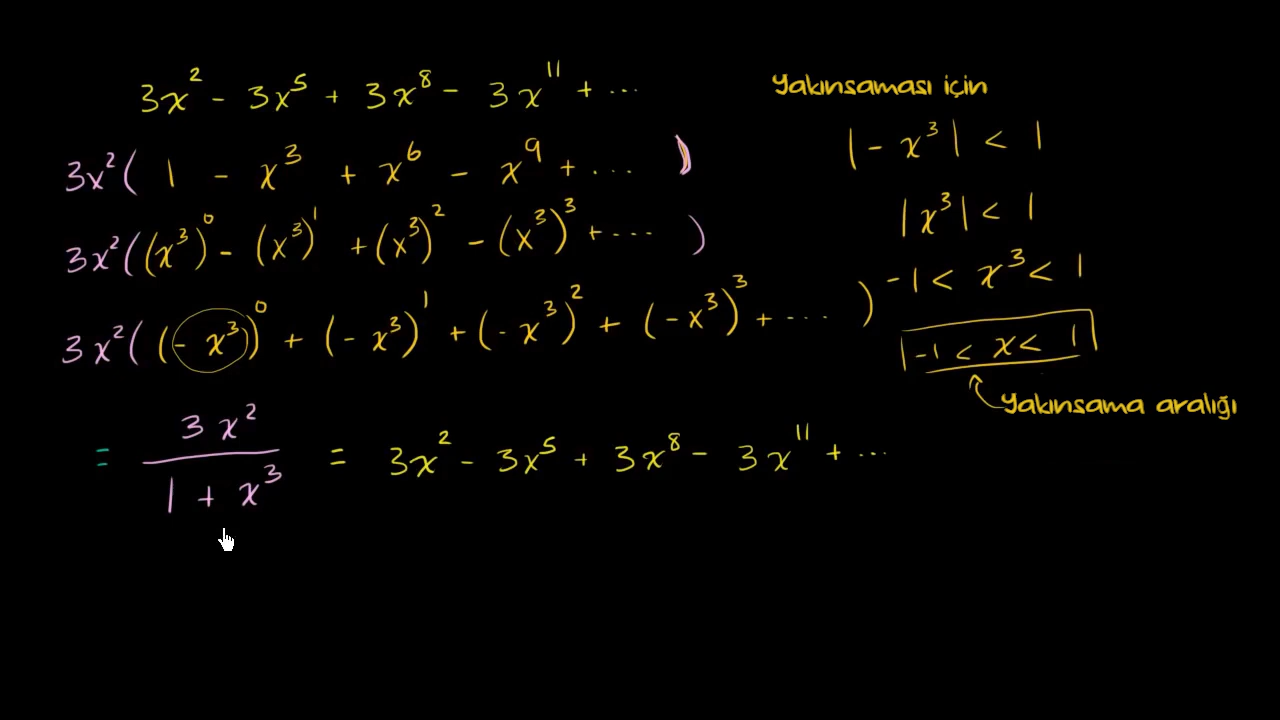 3x² - 3x⁵ + 3x⁸ - 3x¹¹ + ...
3x²( 1 - x³ + x⁶ - x⁹ + ... )
3x²((x³)⁰ - (x³)¹ + (x³)² - (x³)³ + ... )
3x²((-x³)⁰ + (-x³)¹ + (-x³)² + (-x³)³ + ... )
= 3x² / (1 + x³) = 3x² - 3x⁵ + 3x⁸ - 3x¹¹ + ...
Yakınsaması için
|-x³| < 1
|x³| < 1
-1 < x³ < 1
-1 < x < 1
Yakınsama aralığı